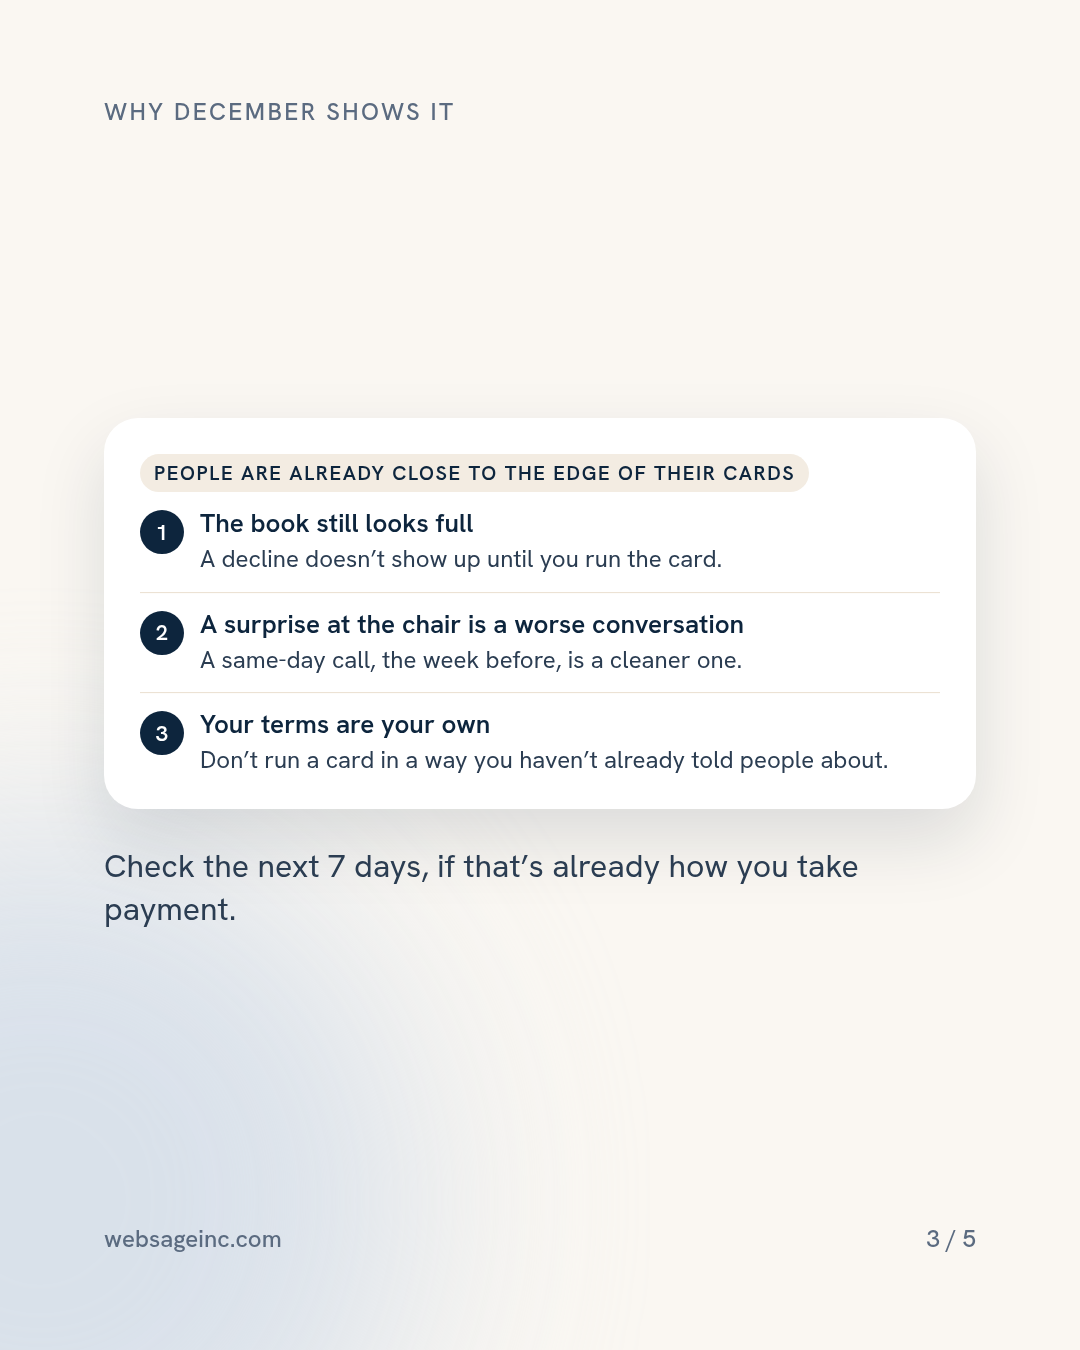 WHY DECEMBER SHOWS IT
PEOPLE ARE ALREADY CLOSE TO THE EDGE OF THEIR CARDS
1
The book still looks full
A decline doesn’t show up until you run the card.
2
A surprise at the chair is a worse conversation
A same-day call, the week before, is a cleaner one.
3
Your terms are your own
Don’t run a card in a way you haven’t already told people about.
Check the next 7 days, if that’s already how you take
payment.
websageinc.com
3 / 5